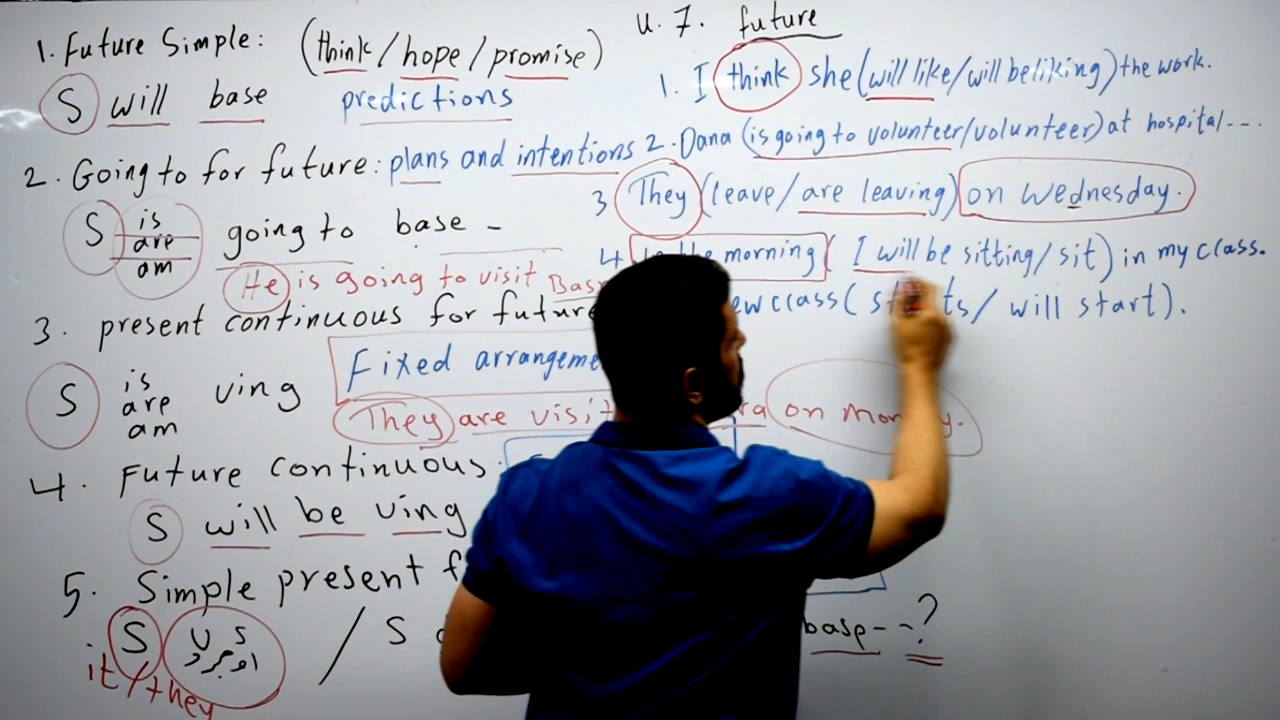 1. Future Simple: (think / hope / promise)
S will base predictions
2. Going to for future: plans and intentions
S is are am going to base -
He is going to visit
3. present continuous for future
S is are am Ving Fixed
They are on
4. Future continuous
S will be Ving
5. Simple present
S Vs اومجرد / S base--?
it / they
U. 7. future
1. I think she (will like/will be liking) the work.
2. Dana (is going to volunteer/volunteer) at hospital---.
3 They (leave / are leaving) on Wednesday.
4 morning ( I will be sitting / sit) in my class.
class ( starts / will start).